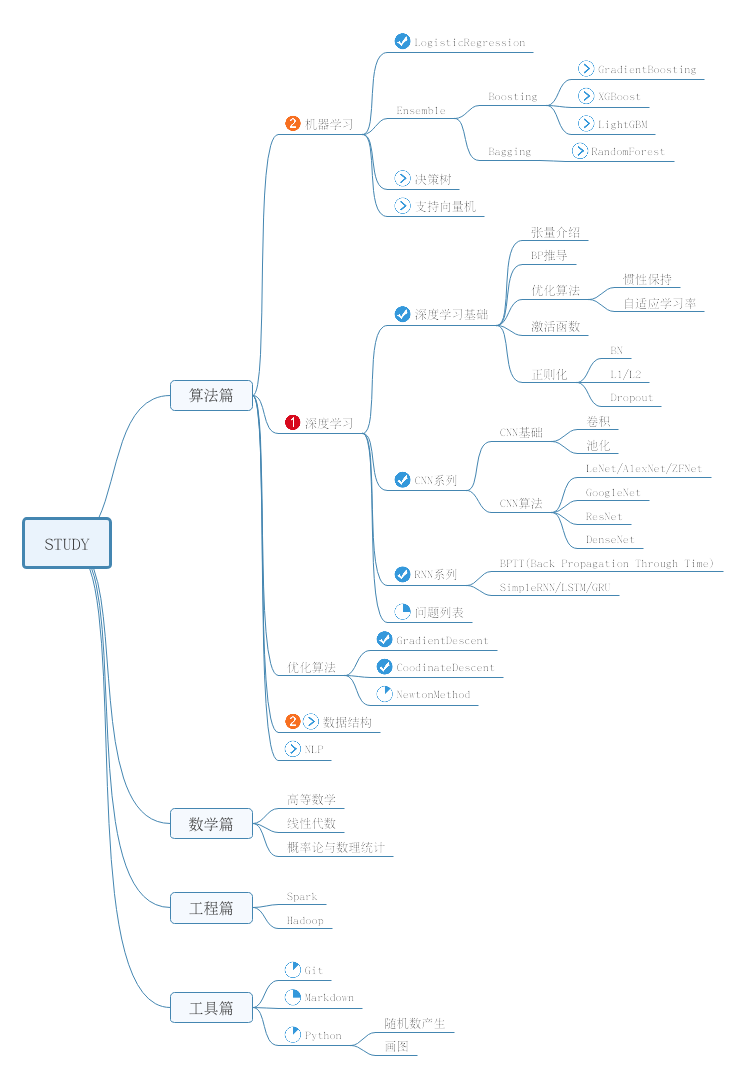 STUDY
算法篇
2 机器学习
LogisticRegression
Ensemble
Boosting
GradientBoosting
XGBoost
LightGBM
Bagging
RandomForest
决策树
支持向量机
1 深度学习
深度学习基础
张量介绍
BP推导
优化算法
惯性保持
自适应学习率
激活函数
正则化
BN
L1/L2
Dropout
CNN系列
CNN基础
卷积
池化
CNN算法
LeNet/AlexNet/ZFNet
GoogleNet
ResNet
DenseNet
RNN系列
BPTT(Back Propagation Through Time)
SimpleRNN/LSTM/GRU
问题列表
优化算法
GradientDescent
CoodinateDescent
NewtonMethod
2 数据结构
NLP
数学篇
高等数学
线性代数
概率论与数理统计
工程篇
Spark
Hadoop
工具篇
Git
Markdown
Python
随机数产生
画图